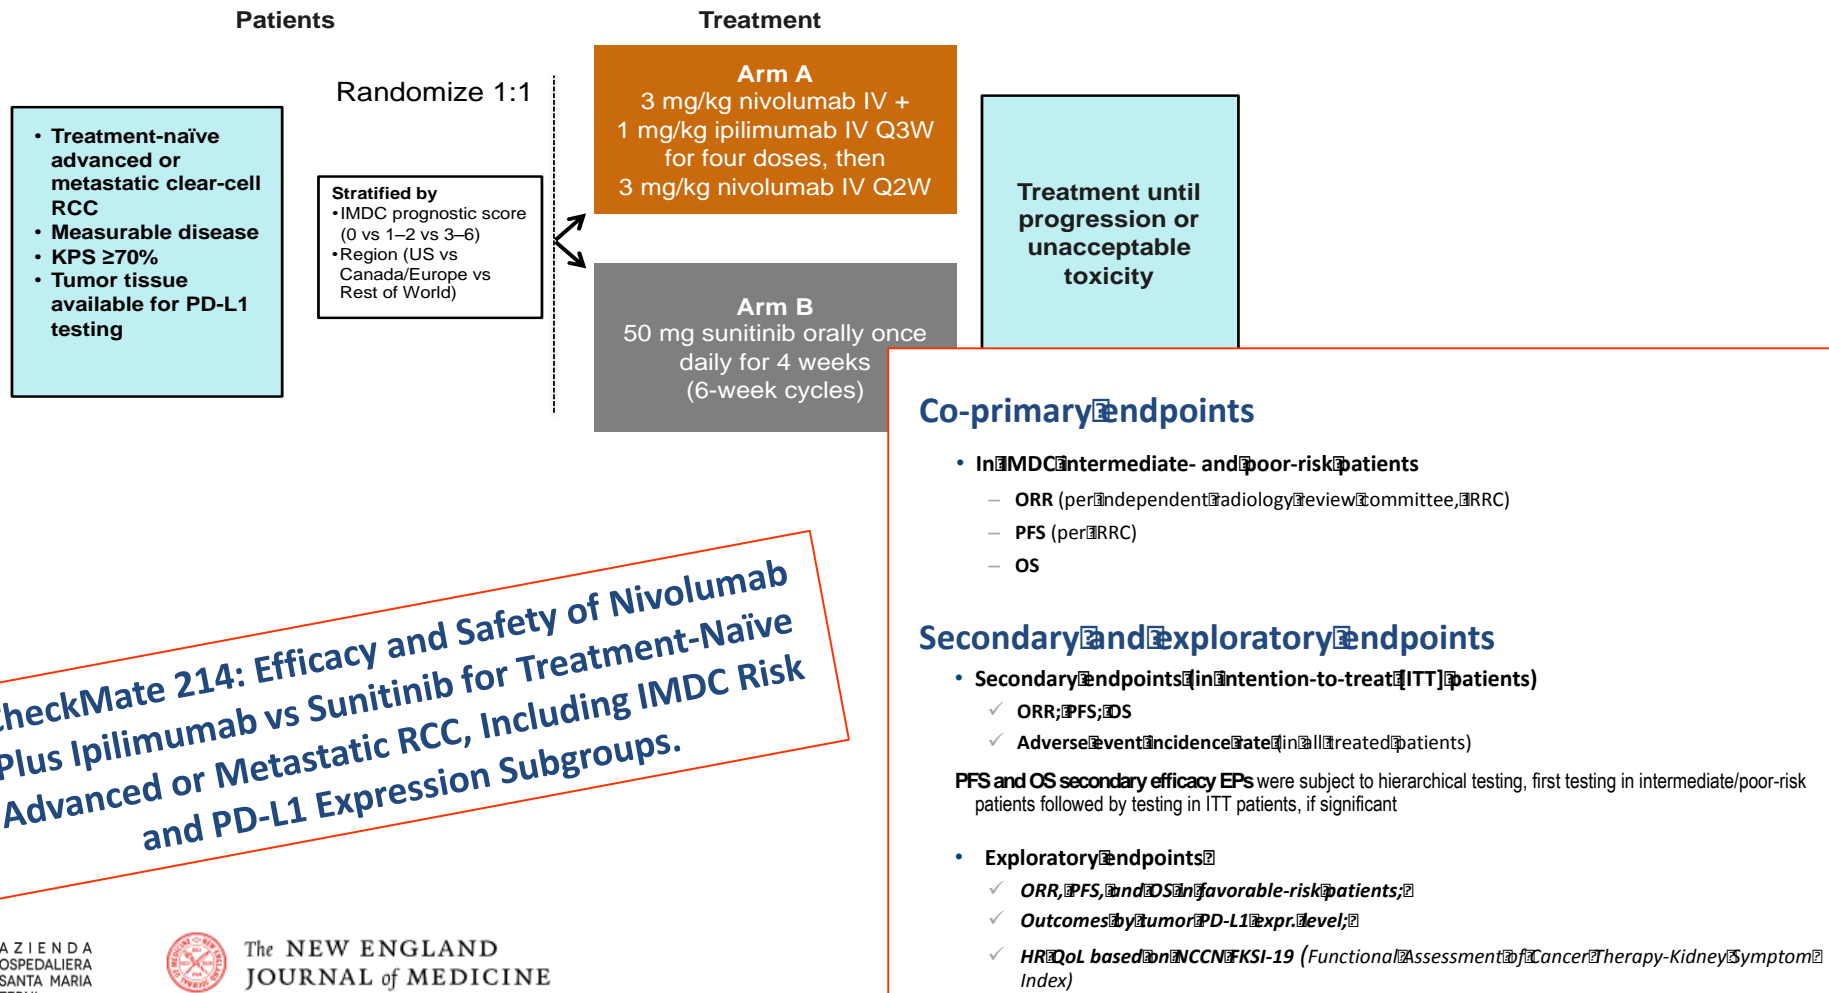 Patients
Treatment
Randomize 1:1
• Treatment-naïve
advanced or
metastatic clear-cell
RCC
• Measurable disease
• KPS ≥70%
• Tumor tissue
available for PD-L1
testing
Stratified by
•IMDC prognostic score
(0 vs 1–2 vs 3–6)
•Region (US vs
Canada/Europe vs
Rest of World)
Arm A
3 mg/kg nivolumab IV +
1 mg/kg ipilimumab IV Q3W
for four doses, then
3 mg/kg nivolumab IV Q2W
Arm B
50 mg sunitinib orally once
daily for 4 weeks
(6-week cycles)
Treatment until
progression or
unacceptable
toxicity
Co-primary endpoints
• In IMDC intermediate- and poor-risk patients
– ORR (per independent radiology review committee, IRRC)
– PFS (per IRRC)
– OS
Secondary and exploratory endpoints
• Secondary endpoints (in intention-to-treat [ITT] patients)
✓ ORR; PFS; OS
✓ Adverse event incidence rate (in all treated patients)
PFS and OS secondary efficacy EPs were subject to hierarchical testing, first testing in intermediate/poor-risk
patients followed by testing in ITT patients, if significant
• Exploratory endpoints
✓ ORR, PFS, and OS in favorable-risk patients;
✓ Outcomes by tumor PD-L1 expr. level;
✓ HR QoL based on NCCN FKSI-19 (Functional Assessment of Cancer Therapy-Kidney Symptom
Index)
heckMate 214: Efficacy and Safety of Nivolumab
Plus Ipilimumab vs Sunitinib for Treatment-Naïve
Advanced or Metastatic RCC, Including IMDC Risk
and PD-L1 Expression Subgroups.
AZIENDA
OSPEDALIERA
SANTA MARIA
The NEW ENGLAND
JOURNAL of MEDICINE